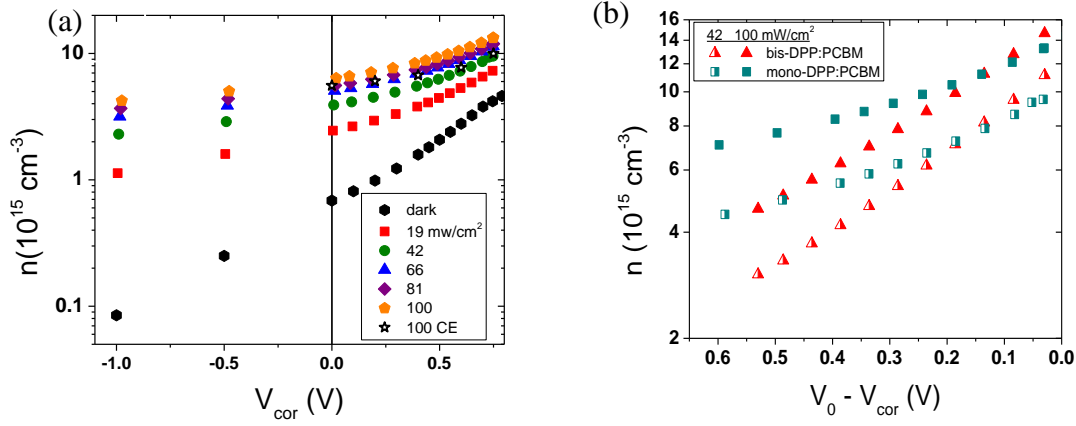 (a)
10
1
0.1
n(10^15 cm^-3)
-1.0 -0.5 0.0 0.5
V_cor (V)
dark
19 mw/cm^2
42
66
81
100
100 CE
(b)
16
14
12
10
8
6
4
2
n (10^15 cm^-3)
0.6 0.5 0.4 0.3 0.2 0.1 0.0
V_0 - V_cor (V)
42 100 mW/cm^2
bis-DPP:PCBM
mono-DPP:PCBM